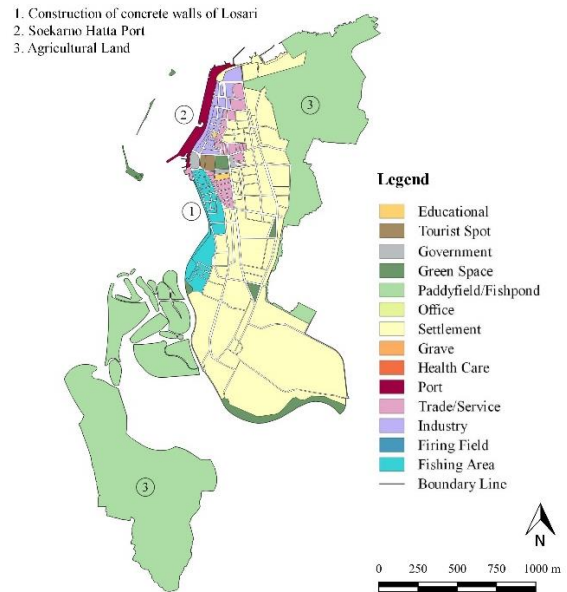 1. Construction of concrete walls of Losari
2. Soekarno Hatta Port
3. Agricultural Land
3
2
1
3
Legend
Educational
Tourist Spot
Government
Green Space
Paddyfield/Fishpond
Office
Settlement
Grave
Health Care
Port
Trade/Service
Industry
Firing Field
Fishing Area
Boundary Line
N
0 250 500 750 1000 m